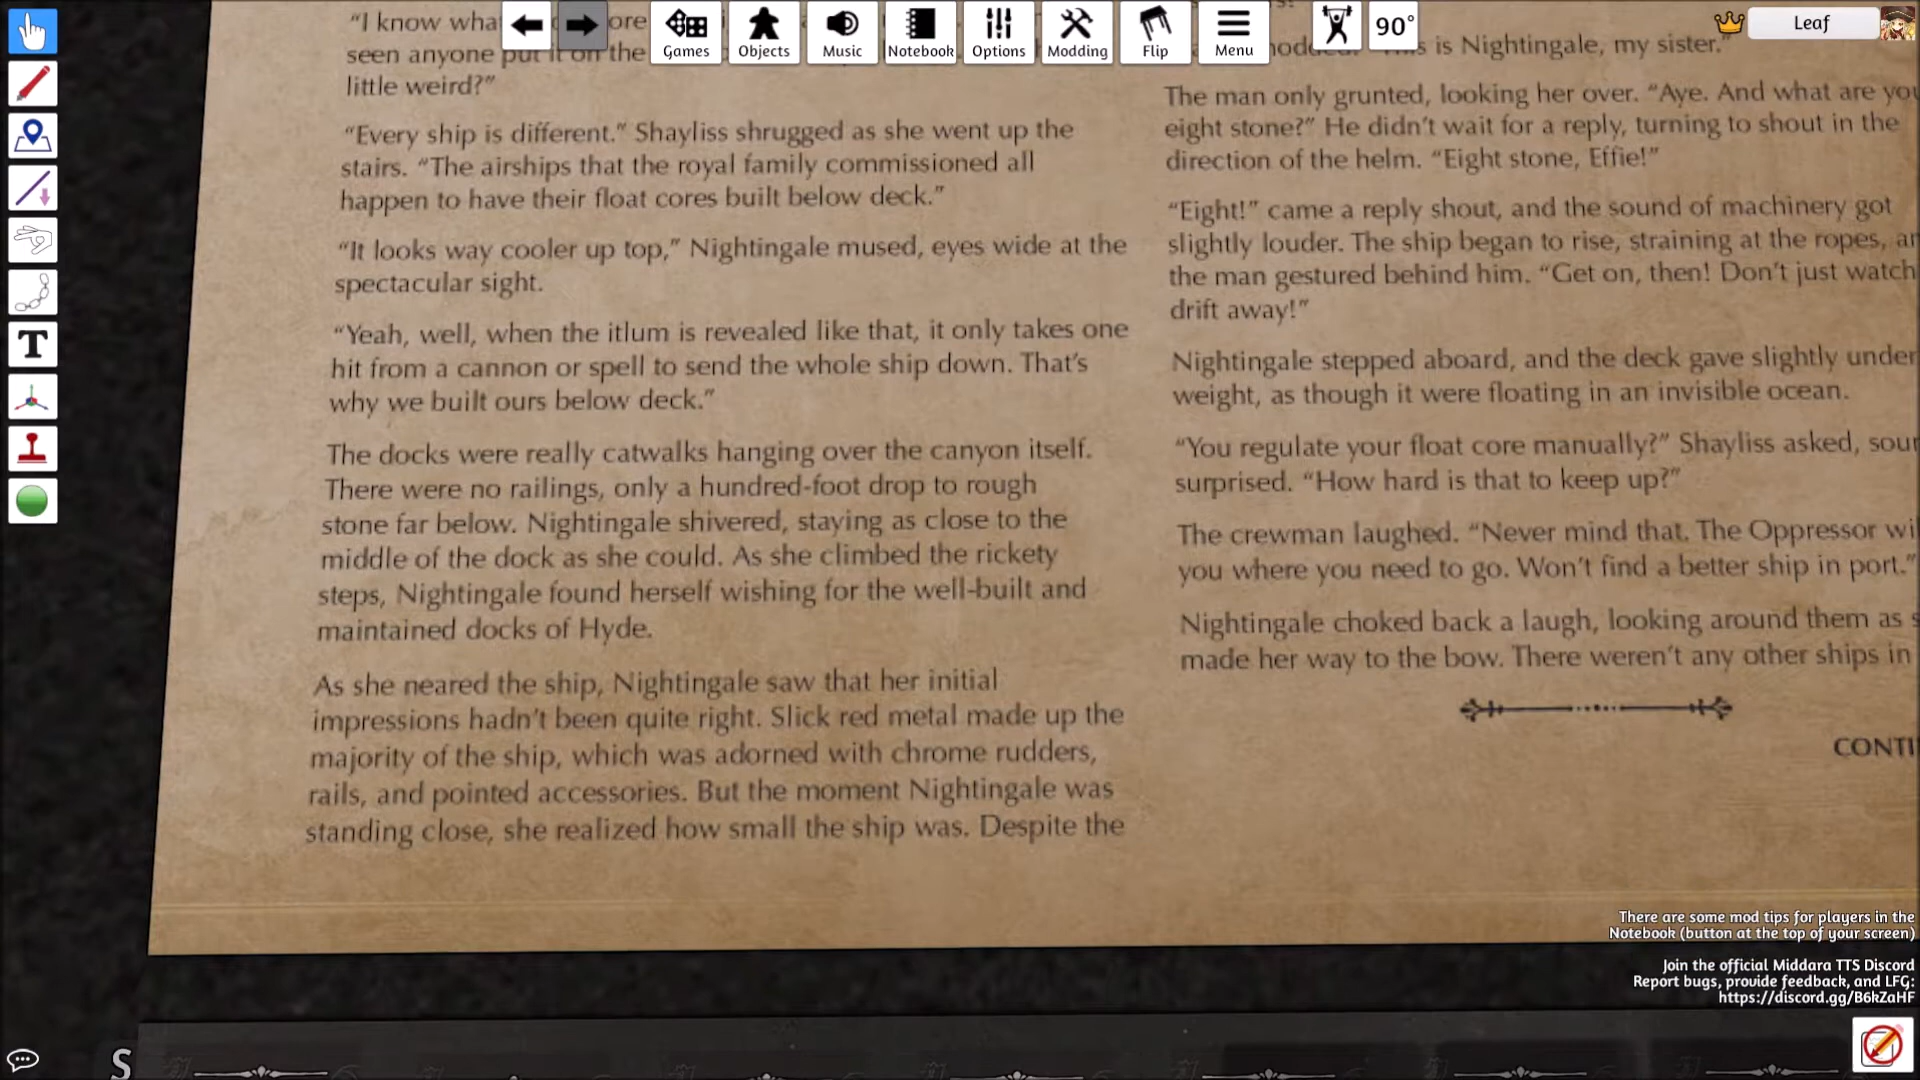 Games
Objects
Music
Notebook
Options
Modding
Flip
Menu
90°
Leaf
T
“I know wha
ore
seen anyone put it on the
little weird?”
“Every ship is different.” Shayliss shrugged as she went up the
stairs. “The airships that the royal family commissioned all
happen to have their float cores built below deck.”
“It looks way cooler up top,” Nightingale mused, eyes wide at the
spectacular sight.
“Yeah, well, when the itlum is revealed like that, it only takes one
hit from a cannon or spell to send the whole ship down. That’s
why we built ours below deck.”
The docks were really catwalks hanging over the canyon itself.
There were no railings, only a hundred-foot drop to rough
stone far below. Nightingale shivered, staying as close to the
middle of the dock as she could. As she climbed the rickety
steps, Nightingale found herself wishing for the well-built and
maintained docks of Hyde.
As she neared the ship, Nightingale saw that her initial
impressions hadn’t been quite right. Slick red metal made up the
majority of the ship, which was adorned with chrome rudders,
rails, and pointed accessories. But the moment Nightingale was
standing close, she realized how small the ship was. Despite the
is Nightingale, my sister.”
The man only grunted, looking her over. “Aye. And what are you
eight stone?” He didn’t wait for a reply, turning to shout in the
direction of the helm. “Eight stone, Effie!”
“Eight!” came a reply shout, and the sound of machinery got
slightly louder. The ship began to rise, straining at the ropes, an
the man gestured behind him. “Get on, then! Don’t just watch
drift away!”
Nightingale stepped aboard, and the deck gave slightly under
weight, as though it were floating in an invisible ocean.
“You regulate your float core manually?” Shayliss asked, sour
surprised. “How hard is that to keep up?”
The crewman laughed. “Never mind that. The Oppressor wi
you where you need to go. Won’t find a better ship in port.”
Nightingale choked back a laugh, looking around them as s
made her way to the bow. There weren’t any other ships in
CONTI
There are some mod tips for players in the
Notebook (button at the top of your screen)
Join the official Middara TTS Discord
Report bugs, provide feedback, and LFG:
https://discord.gg/B6kZaHF
S